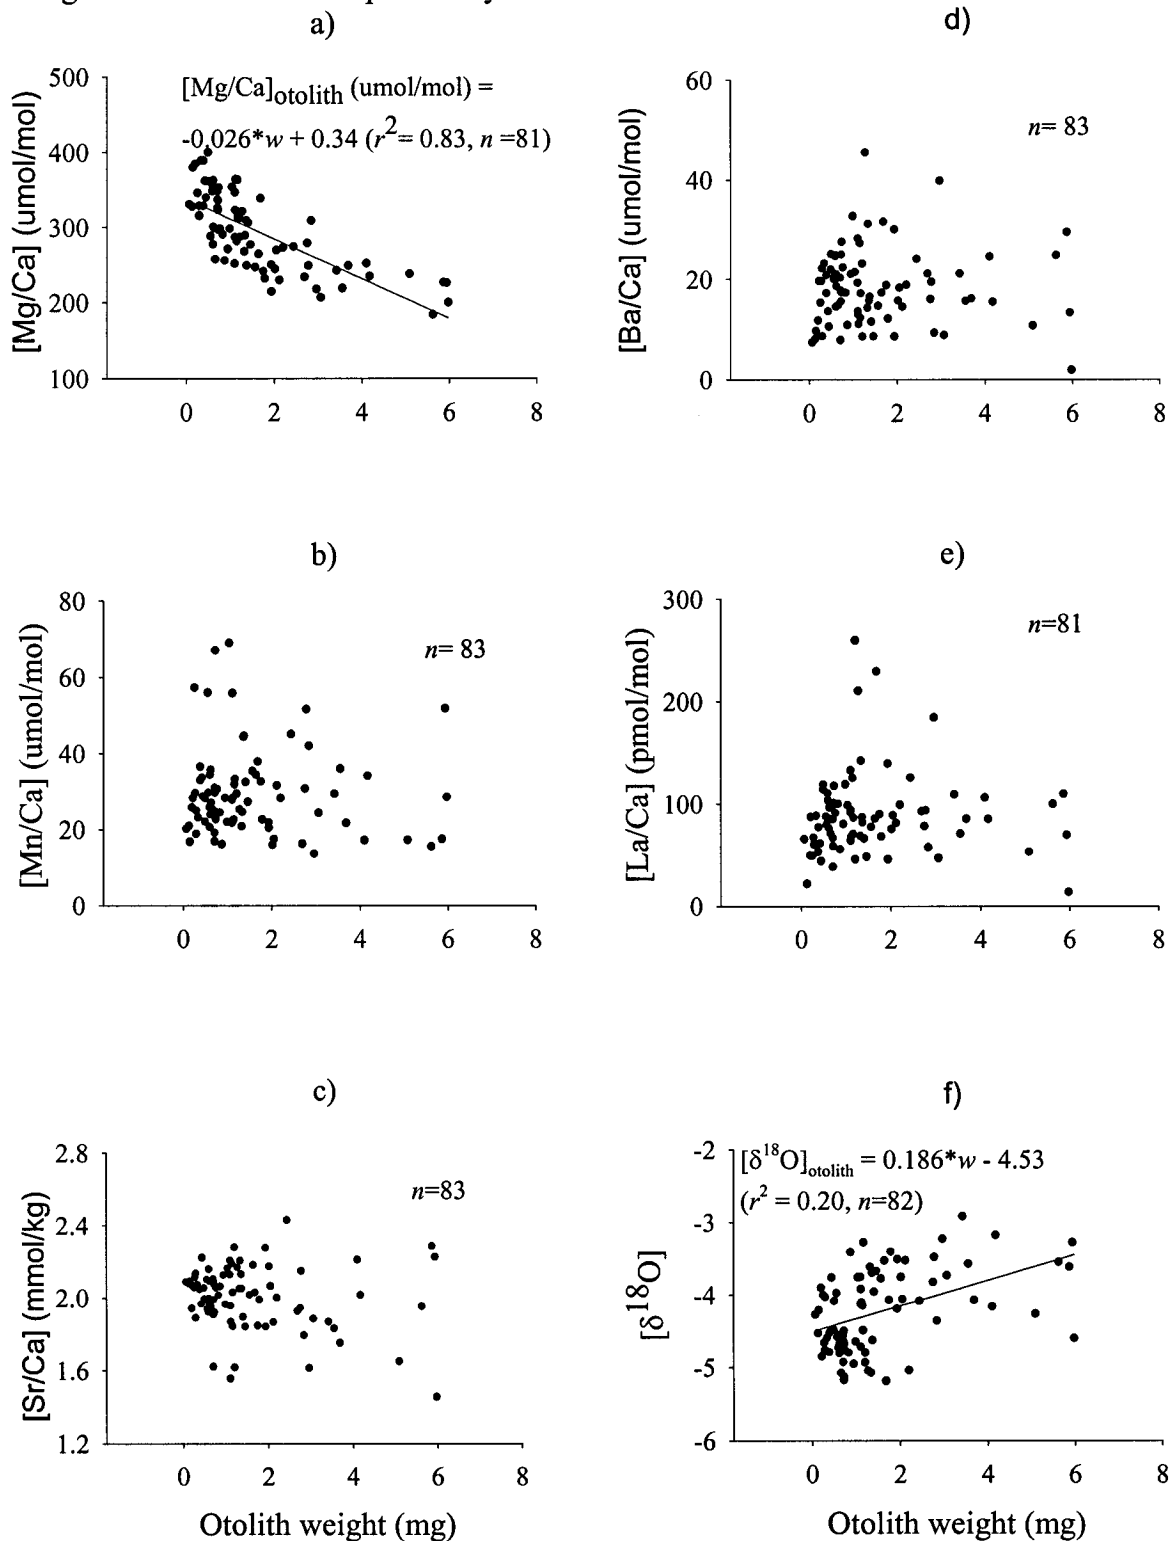 a)
[Mg/Ca]otolith (umol/mol) =
-0.026*w + 0.34 (r2= 0.83, n =81)
[Mg/Ca] (umol/mol)
500
400
300
200
100
0 2 4 6 8
d)
n= 83
[Ba/Ca] (umol/mol)
60
40
20
0
0 2 4 6 8
b)
n= 83
[Mn/Ca] (umol/mol)
80
60
40
20
0
0 2 4 6 8
e)
n=81
[La/Ca] (pmol/mol)
300
200
100
0
0 2 4 6 8
c)
n=83
[Sr/Ca] (mmol/kg)
2.8
2.4
2.0
1.6
1.2
0 2 4 6 8
Otolith weight (mg)
f)
[δ18O]otolith = 0.186*w - 4.53
(r2 = 0.20, n=82)
[δ18O]
-2
-3
-4
-5
-6
0 2 4 6 8
Otolith weight (mg)